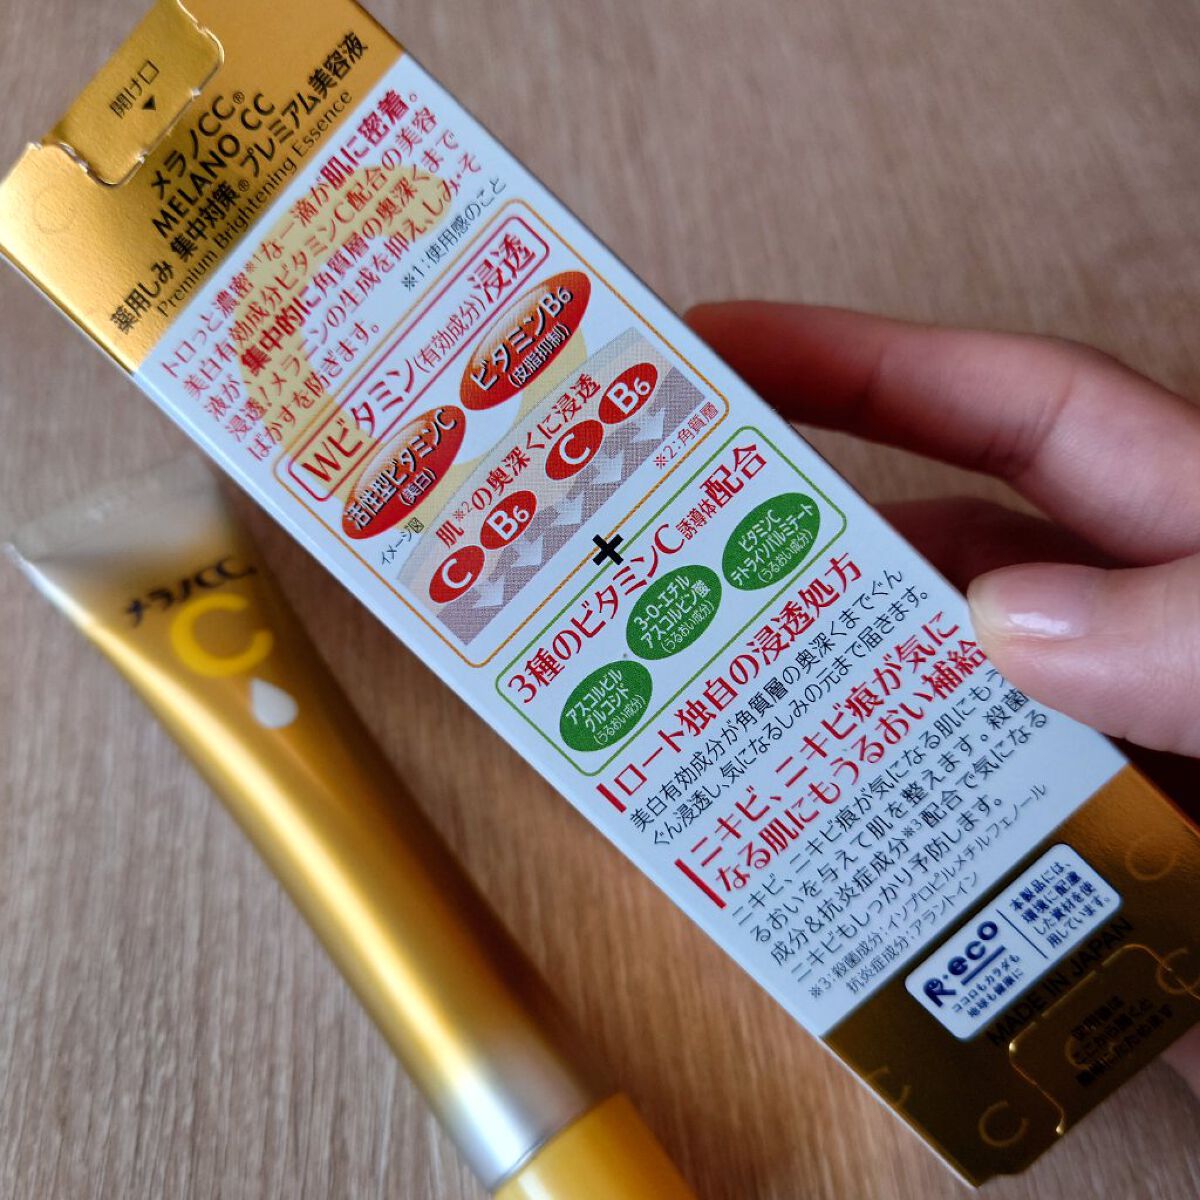 開け口
▼
メラノCC®
MELANO CC
薬用しみ 集中対策® プレミアム美容液
Premium Brightening Essence
トロっと濃密※1な一滴が肌に密着。
美白有効成分ビタミンC配合の美容
液が、集中的に角質層の奥深くまで
浸透!メラニンの生成を抑え、しみ・そ
ばかすを防ぎます。
※1:使用感のこと
Wビタミン(有効成分)浸透
活性型ビタミンC
(美白)
ビタミンB6
(皮脂抑制)
イメージ図
肌※2の奥深くに浸透
C
B6
C
B6
※2:角質層
+
3種のビタミンC誘導体配合
アスコルビル
グルコシド
(うるおい成分)
3-O-エチル
アスコルビン酸
(うるおい成分)
ビタミンC
テトライソパルミテート
(うるおい成分)
ロート独自の浸透処方
美白有効成分が角質層の奥深くまでぐん
ぐん浸透し、気になるしみの元まで届きます。
ニキビ、ニキビ痕が気に
なる肌にもうるおい補給
ニキビ、ニキビ痕が気になる肌にもう
るおいを与えて肌を整えます。殺菌
成分&抗炎症成分※3配合で気になる
ニキビもしっかり予防します。
※3:殺菌成分:イソプロピルメチルフェノール
抗炎症成分:アラントイン
R・eco
ココロもカラダも
地球も健康に
本製品には、
環境に配慮
した資材を使
用しています。
MADE IN JAPAN
メラノCC
C